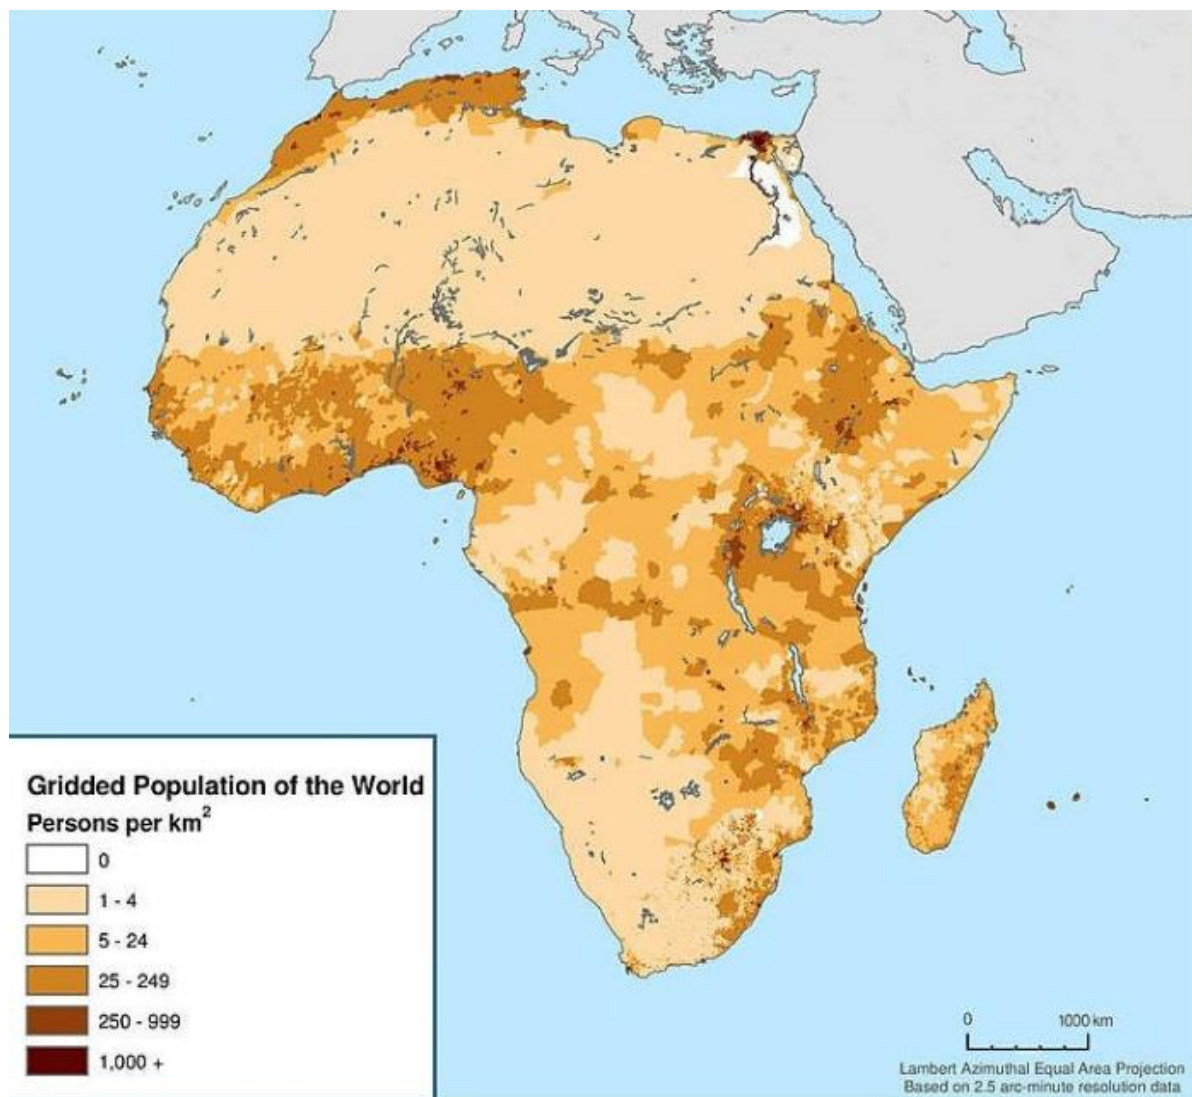 Gridded Population of the World
Persons per km2
0
1 - 4
5 - 24
25 - 249
250 - 999
1,000 +
0 1000 km
Lambert Azimuthal Equal Area Projection
Based on 2.5 arc-minute resolution data